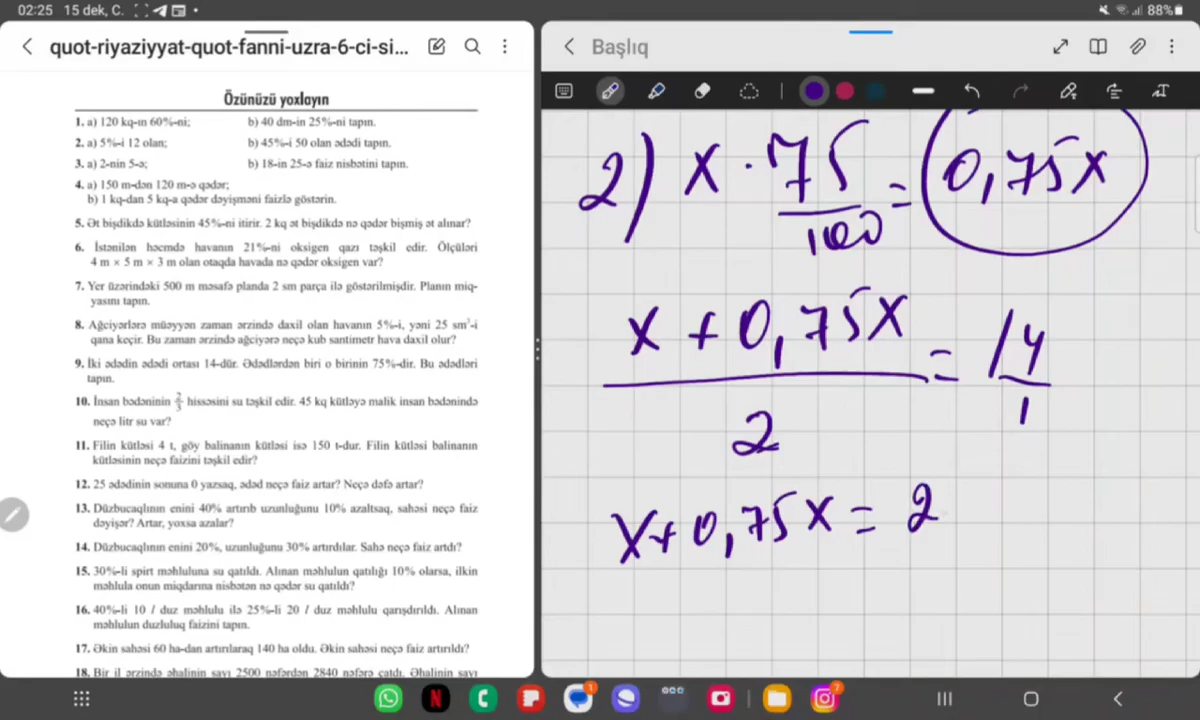 02:25 15 dek, C. 88%
quot-riyaziyyat-quot-fanni-uzra-6-ci-si...
Özünüzü yoxlayın
1. a) 120 kq-ın 60%-ni; b) 40 dm-in 25%-ni tapın.
2. a) 5%-i 12 olan; b) 45%-i 50 olan ədədi tapın.
3. a) 2-nin 5-ə; b) 18-in 25-ə faiz nisbətini tapın.
4. a) 150 m-dən 120 m-ə qədər;
b) 1 kq-dan 5 kq-a qədər dəyişməni faizlə göstərin.
5. Ət bişdikdə kütləsinin 45%-ni itirir. 2 kq ət bişdikdə nə qədər bişmiş ət alınar?
6. İstənilən həcmdə havanın 21%-ni oksigen qazı təşkil edir. Ölçüləri
4 m × 5 m × 3 m olan otaqda havada nə qədər oksigen var?
7. Yer üzərindəki 500 m məsafə planda 2 sm parça ilə göstərilmişdir. Planın miq-
yasını tapın.
8. Ağciyərlərə müəyyən zaman ərzində daxil olan havanın 5%-i, yəni 25 sm³-i
qana keçir. Bu zaman ərzində ağciyərə neçə kub santimetr hava daxil olur?
9. İki ədədin ədədi ortası 14-dür. Ədədlərdən biri o birinin 75%-dir. Bu ədədləri
tapın.
10. İnsan bədəninin 2/3 hissəsini su təşkil edir. 45 kq kütləyə malik insan bədənində
neçə litr su var?
11. Filin kütləsi 4 t, göy balinanın kütləsi isə 150 t-dur. Filin kütləsi balinanın
kütləsinin neçə faizini təşkil edir?
12. 25 ədədinin sonuna 0 yazsaq, ədəd neçə faiz artar? Neçə dəfə artar?
13. Düzbucaqlının enini 40% artırıb uzunluğunu 10% azaltsaq, sahəsi neçə faiz
dəyişər? Artar, yoxsa azalar?
14. Düzbucaqlının enini 20%, uzunluğunu 30% artırdılar. Sahə neçə faiz artdı?
15. 30%-li spirt məhluluna su qatıldı. Alınan məhlulun qatılığı 10% olarsa, ilkin
məhlula onun miqdarına nisbətən nə qədər su qatıldı?
16. 40%-li 10 l duz məhlulu ilə 25%-li 20 l duz məhlulu qarışdırıldı. Alınan
məhlulun duzluluq faizini tapın.
17. Əkin sahəsi 60 ha-dan artırılaraq 140 ha oldu. Əkin sahəsi neçə faiz artırıldı?
18. Bir il ərzində əhalinin sayı 2500 nəfərdən 2840 nəfərə çatdı. Əhalinin sayı
Başlıq
2) x · 75/100 = 0,75x
x + 0,75x / 2 = 14/1
x + 0,75x = 2